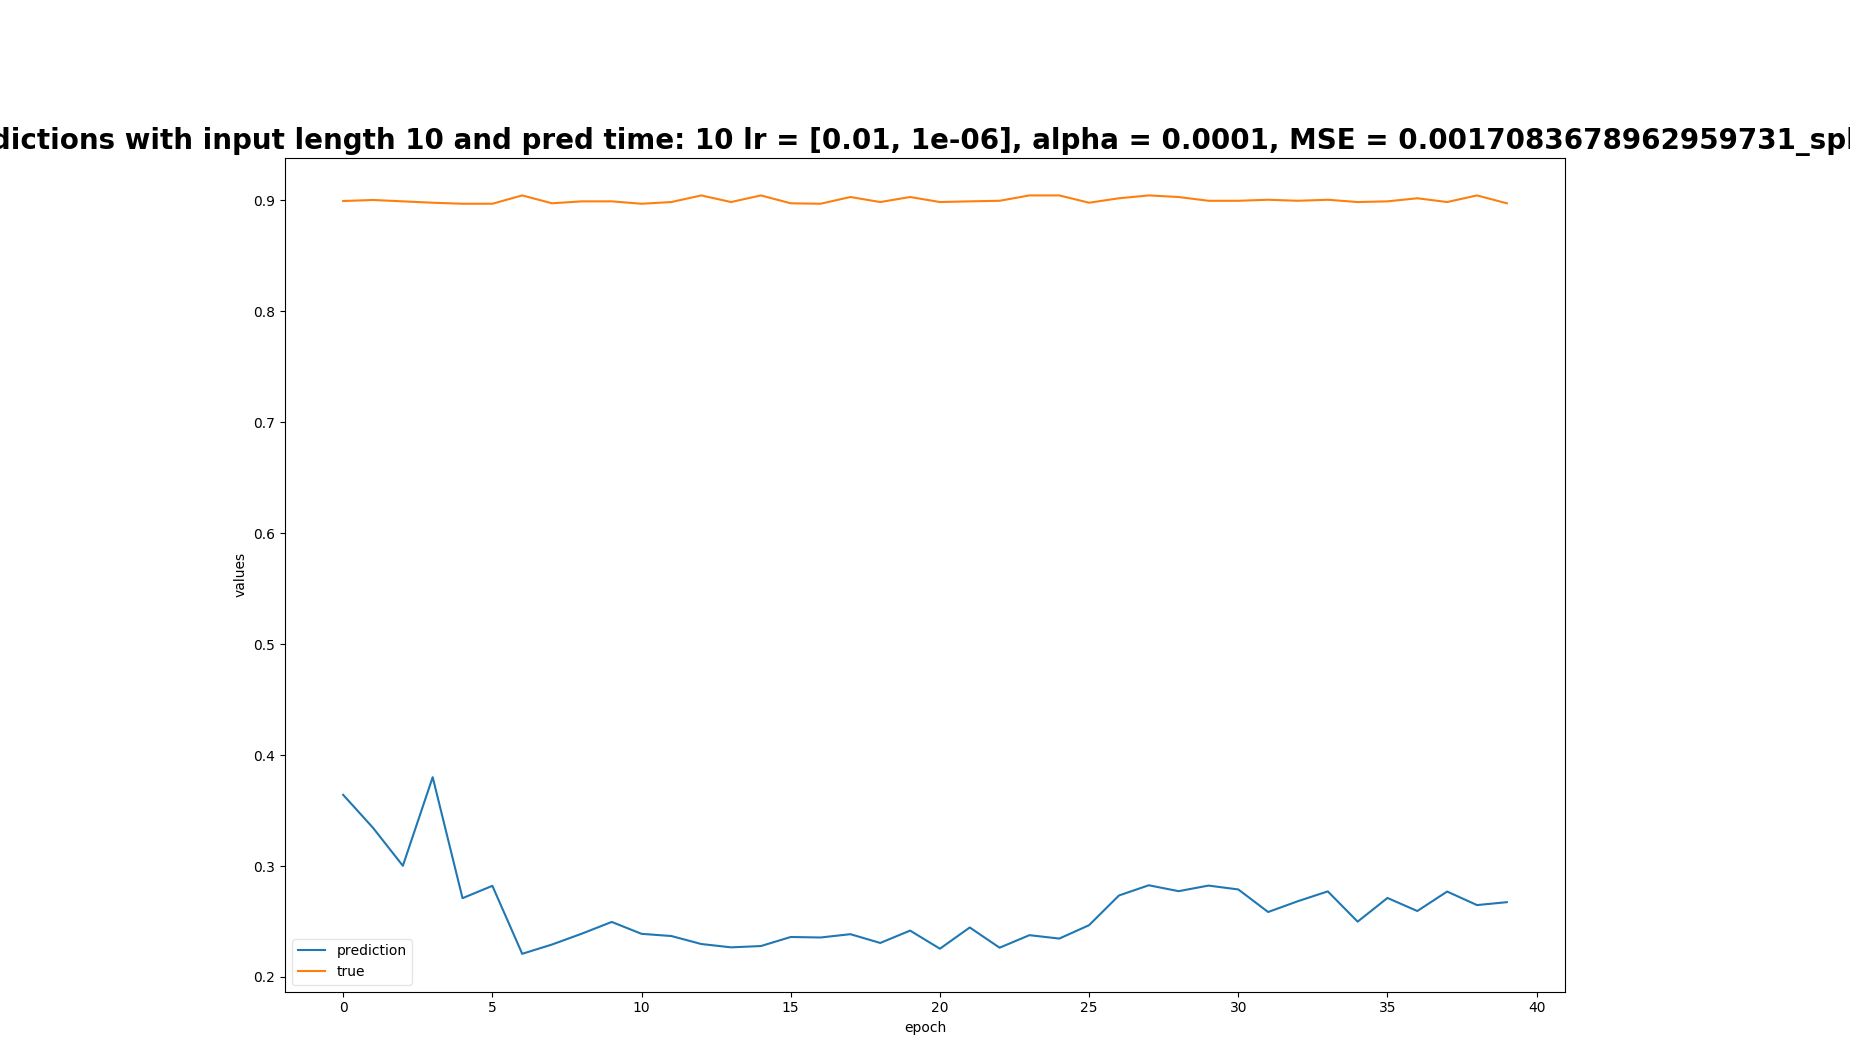 dictions with input length 10 and pred time: 10 lr = [0.01, 1e-06], alpha = 0.0001, MSE = 0.0017083678962959731_spl
0.9
0.8
0.7
0.6
0.5
0.4
0.3
0.2
values
prediction
true
0 5 10 15 20 25 30 35 40
epoch